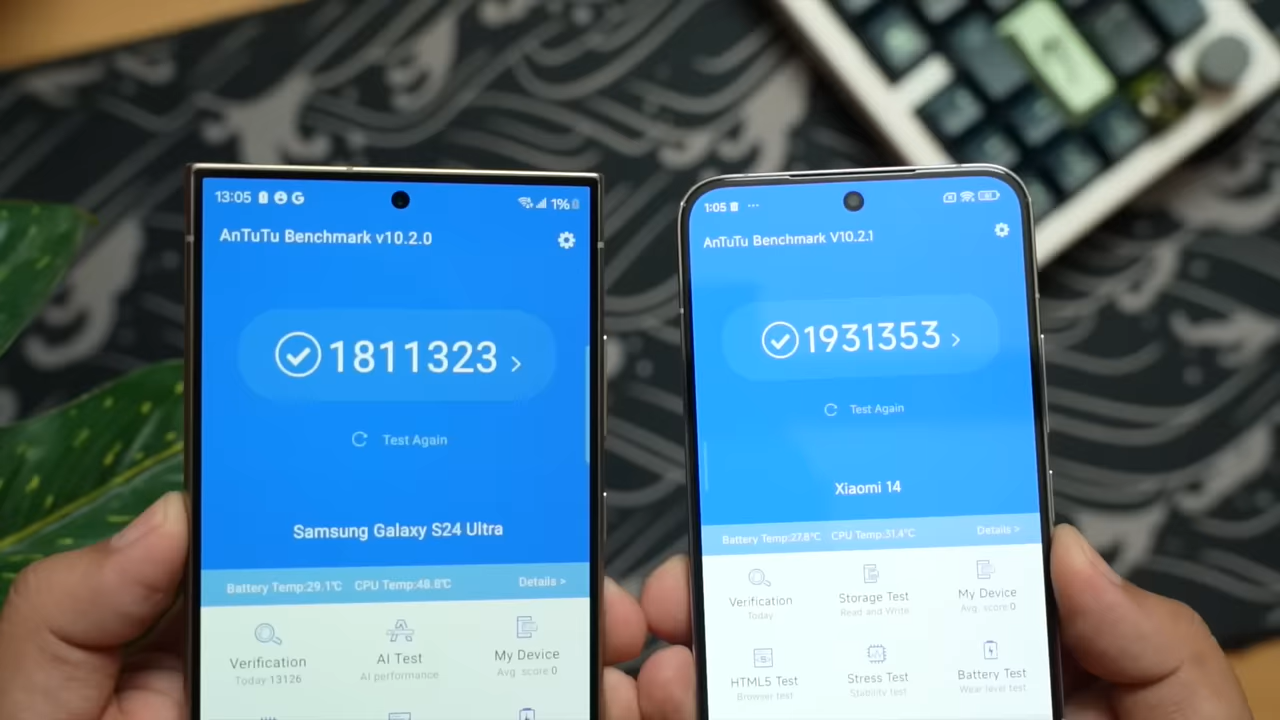 13:05
1%
AnTuTu Benchmark v10.2.0
1811323
Test Again
Samsung Galaxy S24 Ultra
Battery Temp:29.1℃ CPU Temp:48.8℃ Details >
Verification
Today:13126
AI Test
AI performance
My Device
Avg. score:0
1:05
AnTuTu Benchmark V10.2.1
1931353
Test Again
Xiaomi 14
Battery Temp:27.8°C CPU Temp:31.4°C Details >
Verification
Today
Storage Test
Read and Write
My Device
Avg. score:0
HTML5 Test
Browser test
Stress Test
Stability test
Battery Test
Wear level test